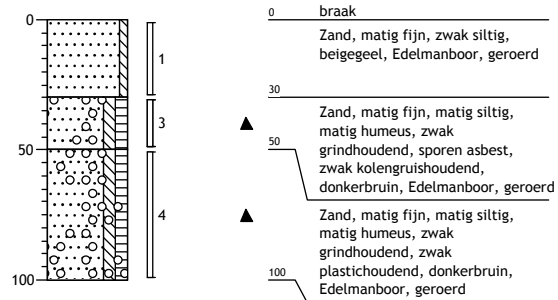 0
50
100
1
3
4
0 braak
Zand, matig fijn, zwak siltig,
beigegeel, Edelmanboor, geroerd
30
Zand, matig fijn, matig siltig,
matig humeus, zwak
grindhoudend, sporen asbest,
zwak kolengruishoudend,
donkerbruin, Edelmanboor, geroerd
50
Zand, matig fijn, matig siltig,
matig humeus, zwak
grindhoudend, zwak
plastichoudend, donkerbruin,
Edelmanboor, geroerd
100